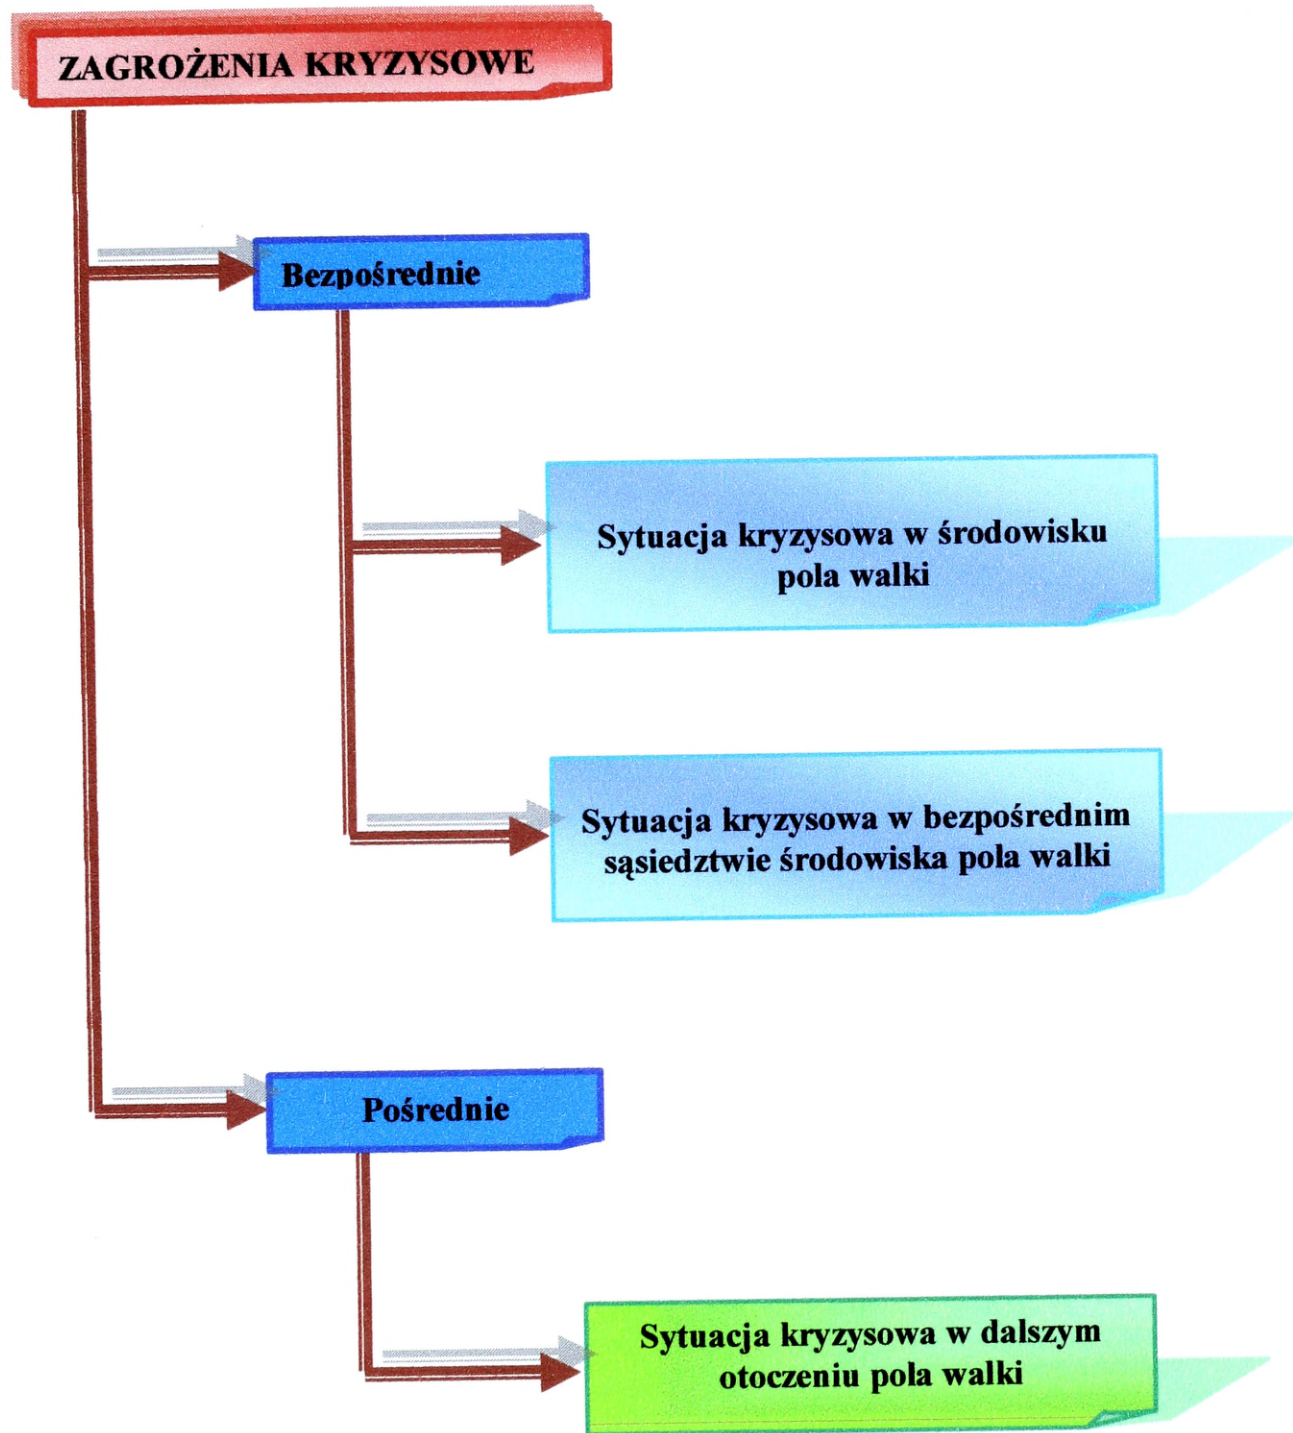 ZAGROŻENIA KRYZYSOWE
Bezpośrednie
Sytuacja kryzysowa w środowisku
pola walki
Sytuacja kryzysowa w bezpośrednim
sąsiedztwie środowiska pola walki
Pośrednie
Sytuacja kryzysowa w dalszym
otoczeniu pola walki